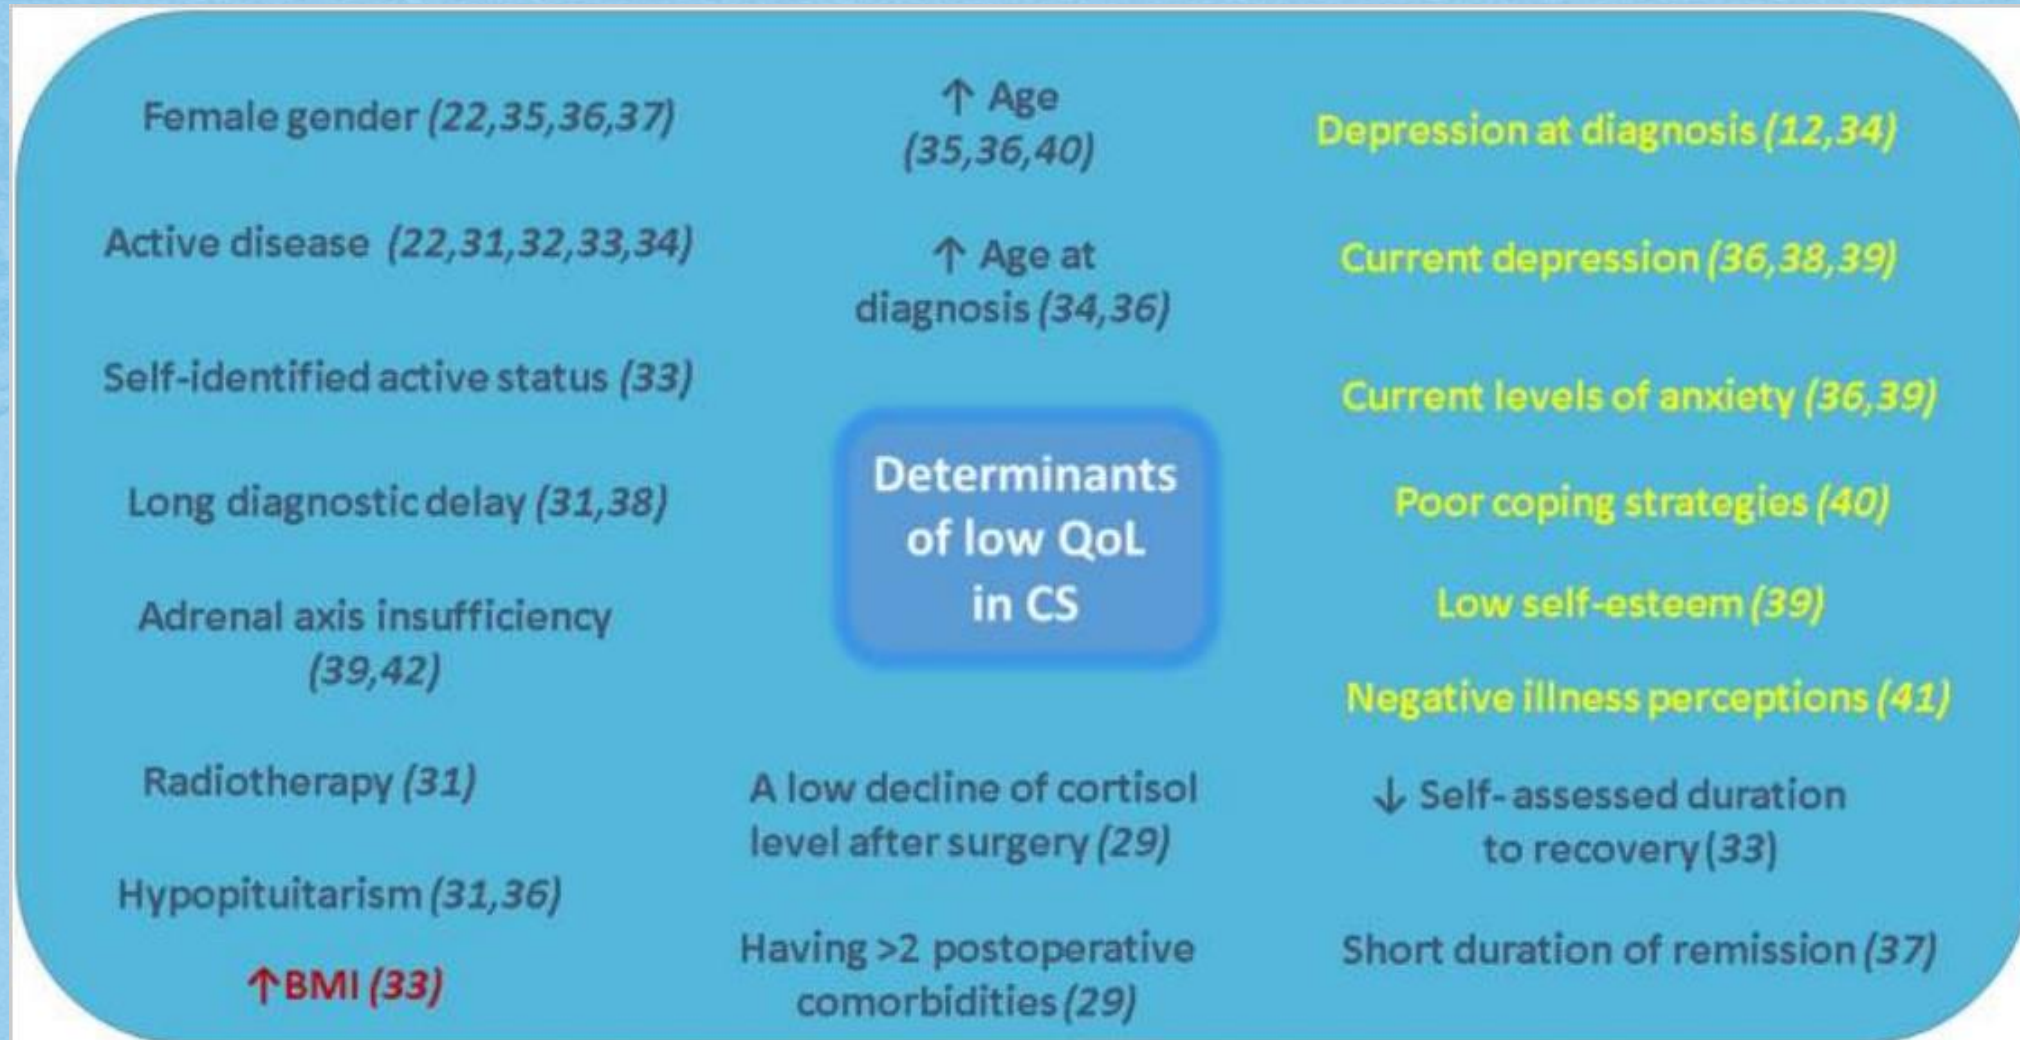 Female gender (22,35,36,37)
Active disease (22,31,32,33,34)
Self-identified active status (33)
Long diagnostic delay (31,38)
Adrenal axis insufficiency
(39,42)
Radiotherapy (31)
Hypopituitarism (31,36)
↑BMI (33)
↑ Age
(35,36,40)
↑ Age at
diagnosis (34,36)
Determinants
of low QoL
in CS
A low decline of cortisol
level after surgery (29)
Having >2 postoperative
comorbidities (29)
Depression at diagnosis (12,34)
Current depression (36,38,39)
Current levels of anxiety (36,39)
Poor coping strategies (40)
Low self-esteem (39)
Negative illness perceptions (41)
↓ Self- assessed duration
to recovery (33)
Short duration of remission (37)